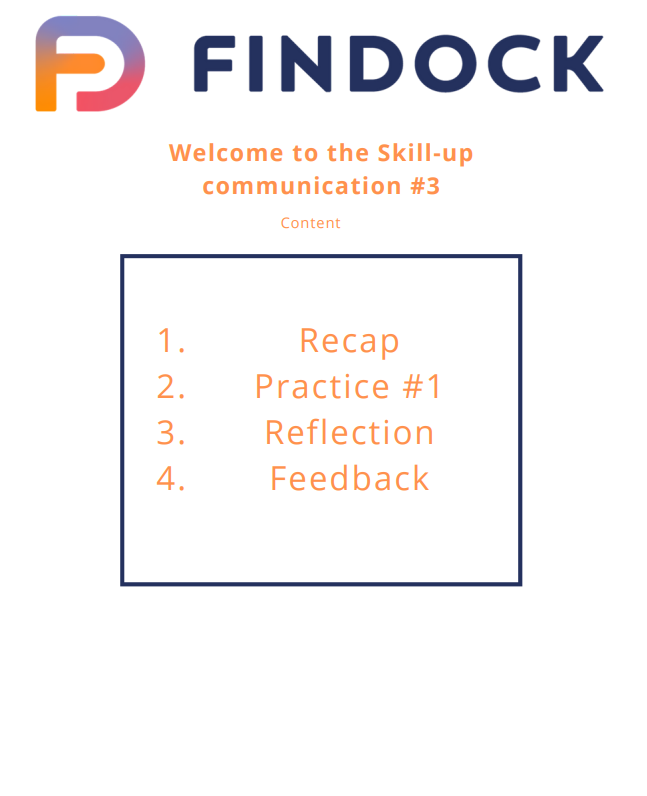 FINDOCK
Welcome to the Skill-up
communication #3
Content
1. Recap
2. Practice #1
3. Reflection
4. Feedback